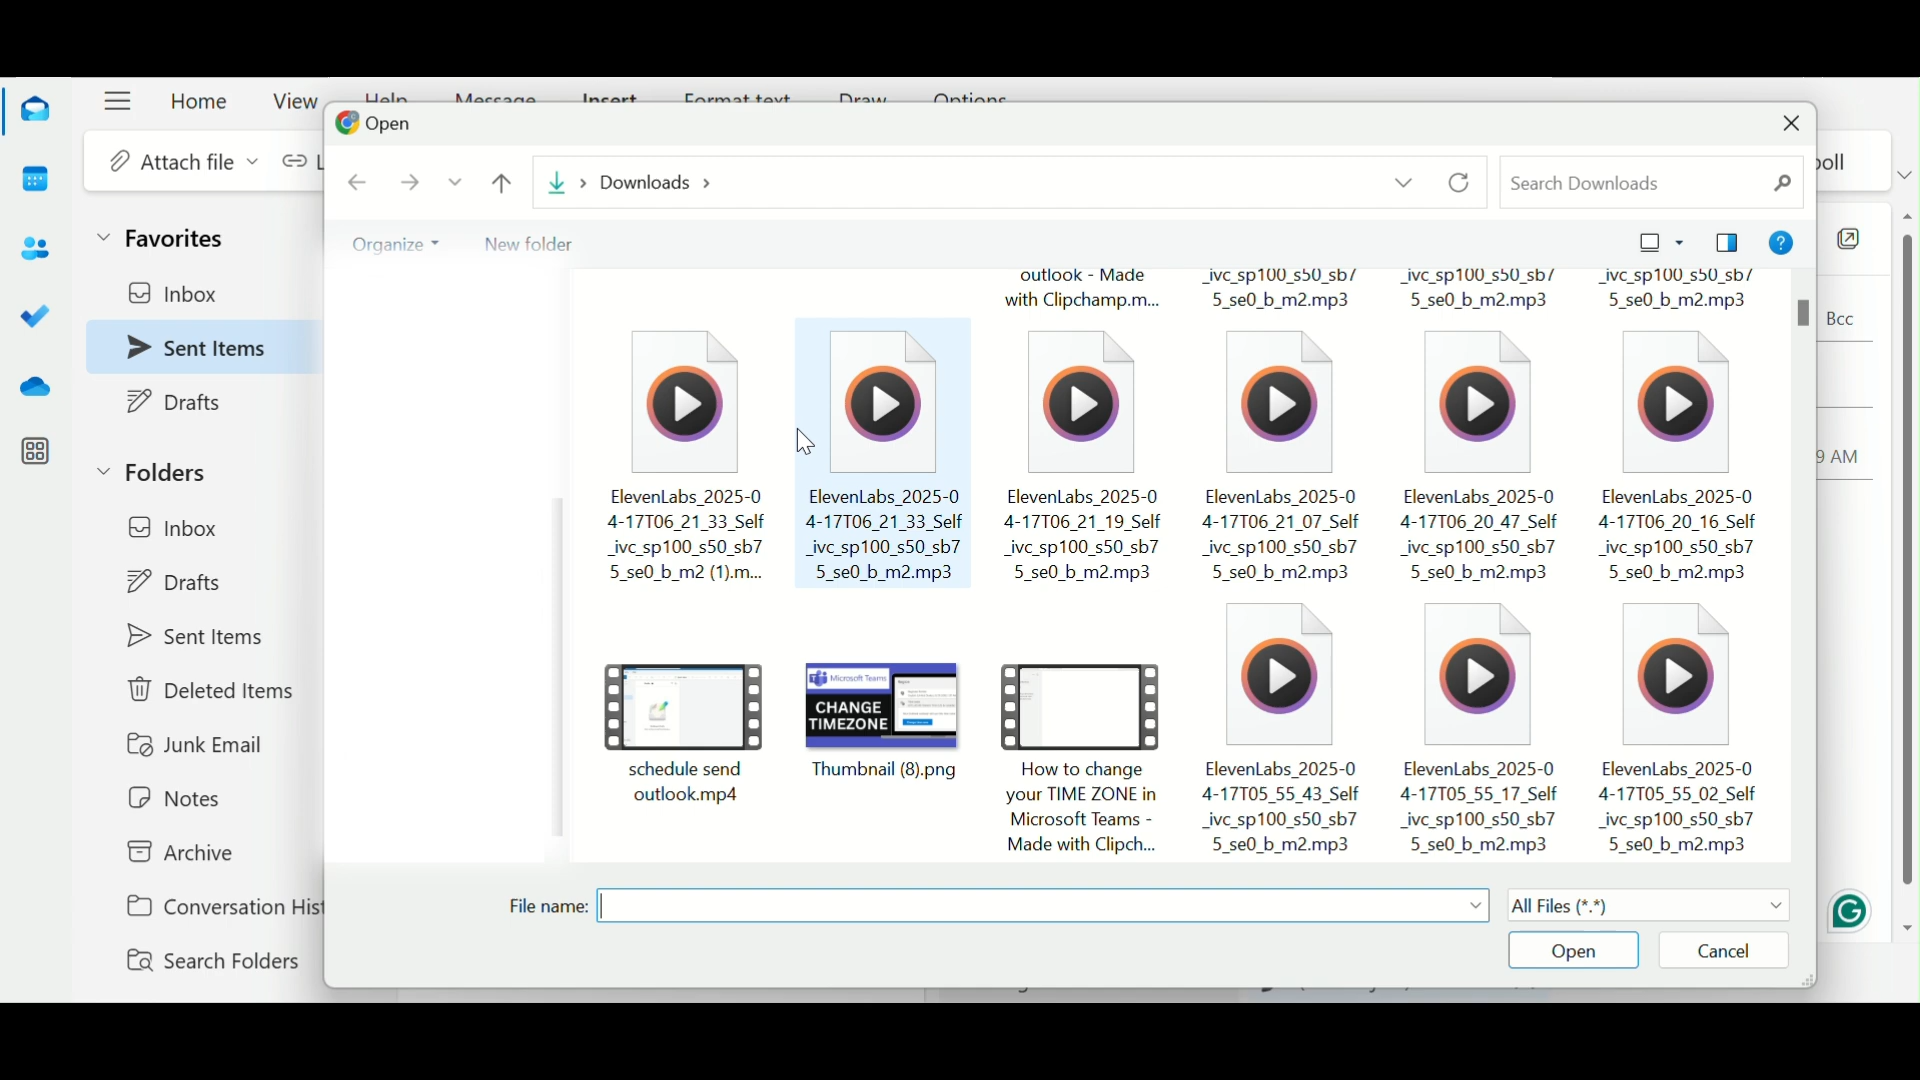 Home View Help Message Insert Format text Draw Options
Open
Attach file
Downloads
Search Downloads
Organize New folder
Favorites
Inbox
Sent Items
Drafts
Folders
Inbox
Drafts
Sent Items
Deleted Items
Junk Email
Notes
Archive
Conversation Hist
Search Folders
outlook - Made
with Clipchamp.m...
_ivc_sp100_s50_sb7
5_se0_b_m2.mp3
_ivc_sp100_s50_sb7
5_se0_b_m2.mp3
_ivc_sp100_s50_sb7
5_se0_b_m2.mp3
ElevenLabs_2025-0
4-17T06_21_33_Self
_ivc_sp100_s50_sb7
5_se0_b_m2 (1).m...
ElevenLabs_2025-0
4-17T06_21_33_Self
_ivc_sp100_s50_sb7
5_se0_b_m2.mp3
ElevenLabs_2025-0
4-17T06_21_19_Self
_ivc_sp100_s50_sb7
5_se0_b_m2.mp3
ElevenLabs_2025-0
4-17T06_21_07_Self
_ivc_sp100_s50_sb7
5_se0_b_m2.mp3
ElevenLabs_2025-0
4-17T06_20_47_Self
_ivc_sp100_s50_sb7
5_se0_b_m2.mp3
ElevenLabs_2025-0
4-17T06_20_16_Self
_ivc_sp100_s50_sb7
5_se0_b_m2.mp3
schedule send
outlook.mp4
Microsoft Teams
CHANGE
TIMEZONE
Thumbnail (8).png
How to change
your TIME ZONE in
Microsoft Teams -
Made with Clipch...
ElevenLabs_2025-0
4-17T05_55_43_Self
_ivc_sp100_s50_sb7
5_se0_b_m2.mp3
ElevenLabs_2025-0
4-17T05_55_17_Self
_ivc_sp100_s50_sb7
5_se0_b_m2.mp3
ElevenLabs_2025-0
4-17T05_55_02_Self
_ivc_sp100_s50_sb7
5_se0_b_m2.mp3
oll
Bcc
9 AM
File name:
All Files (*.*)
Open Cancel